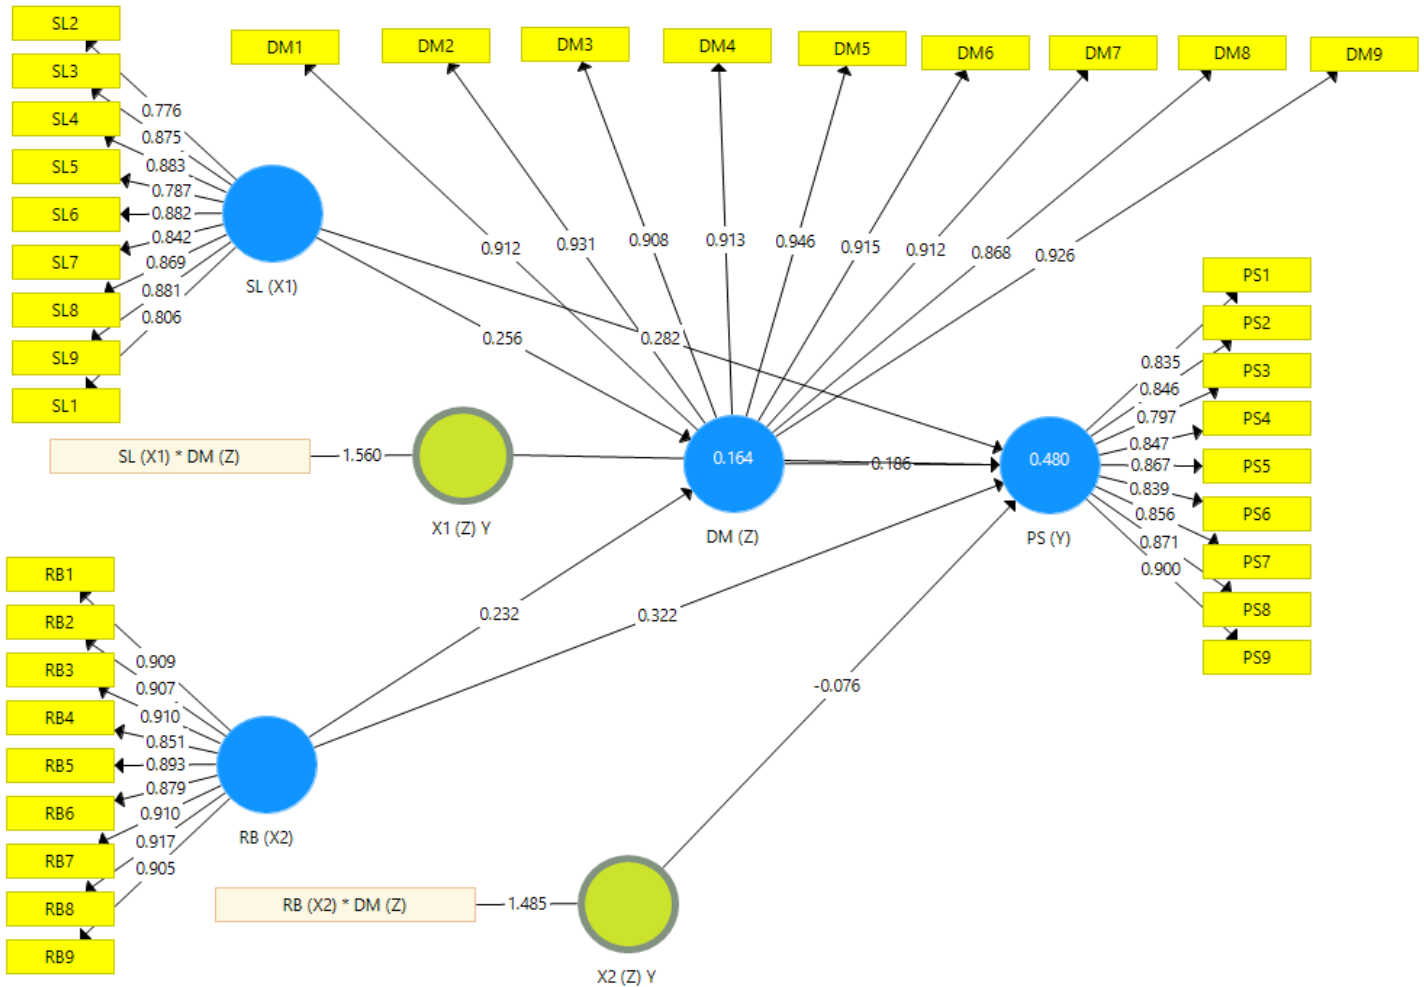 SL2
SL3
SL4
SL5
SL6
SL7
SL8
SL9
SL1
0.776
0.875
0.883
0.787
0.882
0.842
0.869
0.881
0.806
SL (X1)
DM1
DM2
DM3
DM4
DM5
DM6
DM7
DM8
DM9
0.912
0.931
0.908
0.913
0.946
0.915
0.912
0.868
0.926
0.256
0.282
SL (X1) * DM (Z)
1.560
X1 (Z) Y
0.164
DM (Z)
0.186
0.480
PS (Y)
PS1
PS2
PS3
PS4
PS5
PS6
PS7
PS8
PS9
0.835
0.846
0.797
0.847
0.867
0.839
0.856
0.871
0.900
RB1
RB2
RB3
RB4
RB5
RB6
RB7
RB8
RB9
0.909
0.907
0.910
0.851
0.893
0.879
0.910
0.917
0.905
RB (X2)
0.232
0.322
-0.076
RB (X2) * DM (Z)
1.485
X2 (Z) Y